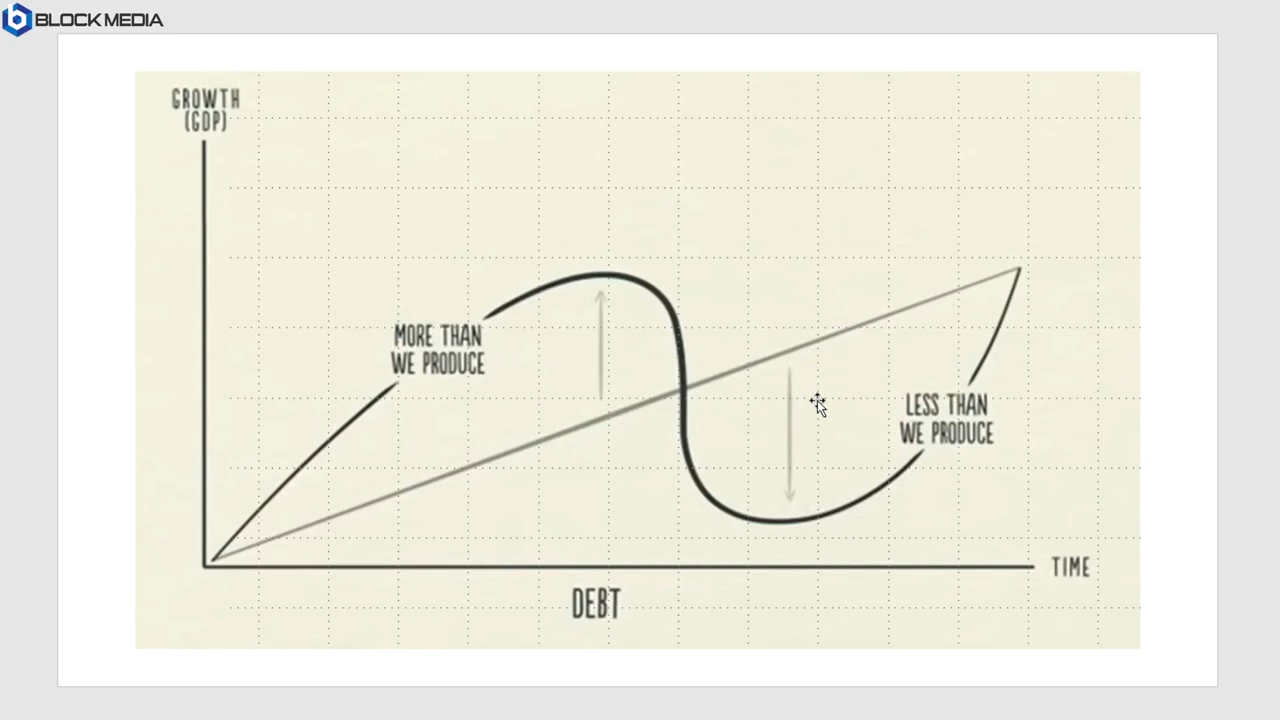 BLOCK MEDIA
GROWTH
(GDP)
MORE THAN
WE PRODUCE
LESS THAN
WE PRODUCE
TIME
DEBT